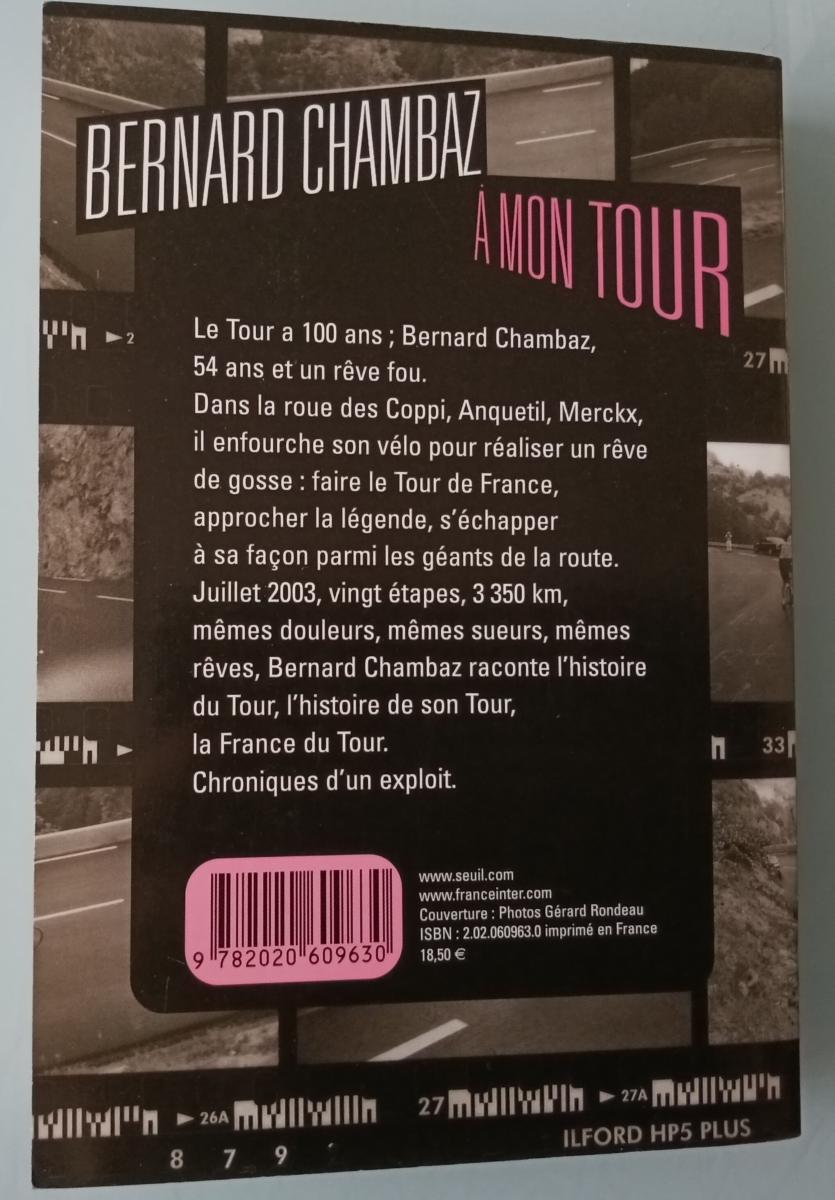 BERNARD CHAMBAZ
À MON TOUR
2
27
Le Tour a 100 ans ; Bernard Chambaz,
54 ans et un rêve fou.
Dans la roue des Coppi, Anquetil, Merckx,
il enfourche son vélo pour réaliser un rêve
de gosse : faire le Tour de France,
approcher la légende, s'échapper
à sa façon parmi les géants de la route.
Juillet 2003, vingt étapes, 3 350 km,
mêmes douleurs, mêmes sueurs, mêmes
rêves, Bernard Chambaz raconte l'histoire
du Tour, l'histoire de son Tour,
la France du Tour.
Chroniques d'un exploit.
33
www.seuil.com
www.franceinter.com
Couverture : Photos Gérard Rondeau
ISBN : 2.02.060963.0 imprimé en France
18,50 €
9 782020 609630
26A 27 27A
ILFORD HP5 PLUS
8 7 9